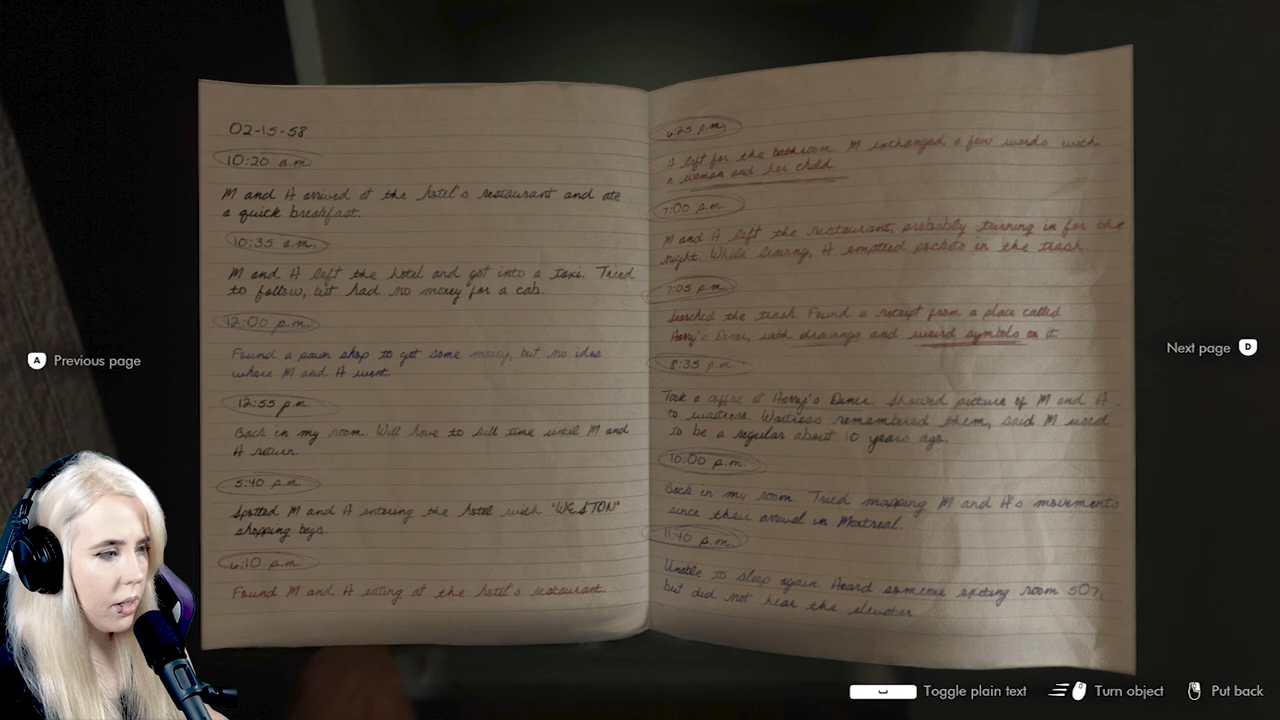 02-15-58
10:20 a.m.
M and A arrived at the hotel's restaurant and ate
a quick breakfast.
10:35 a.m.
M and A left the hotel and got into a taxi. Tried
to follow, but had no money for a cab.
12:00 p.m.
Found a pawn shop to get some money, but no idea
where M and A went.
12:55 p.m.
Back in my room. Will have to kill time until M and
A return.
5:40 p.m.
Spotted M and A entering the hotel with "WESTON"
shopping bags.
6:10 p.m.
Found M and A eating at the hotel's restaurant.
6:25 p.m.
A left for the bathroom. M exchanged a few words with
a woman and her child.
7:00 p.m.
M and A left the restaurant, probably turning in for the
night. While leaving, A emptied pockets in the trash.
7:05 p.m.
Searched the trash. Found a receipt from a place called
Harry's Diner, with drawings and weird symbols on it.
8:35 p.m.
Took a coffee at Harry's Diner. Showed picture of M and A
to waitress. Waitress remembered them, said M used
to be a regular about 10 years ago.
10:00 p.m.
Back in my room. Tried mapping M and A's movements
since their arrival in Montreal.
11:40 p.m.
Unable to sleep again. Heard someone exiting room 507,
but did not hear the elevator.
A Previous page
Next page D
Toggle plain text
Turn object
Put back